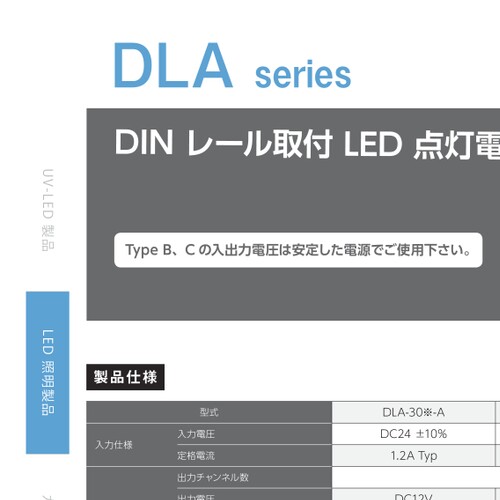 DLA series
DIN レール取付 LED 点灯電
Type B、C の入出力電圧は安定した電源でご使用下さい。
UV-LED 製品
LED 照明製品
製品仕様
型式 DLA-30※-A
入力仕様
入力電圧 DC24 ±10%
定格電流 1.2A Typ
出力チャンネル数
出力電圧 DC12V